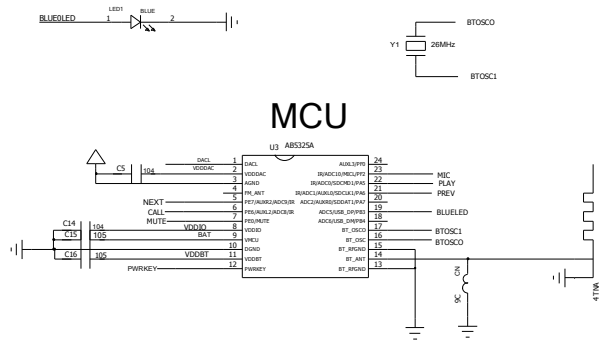 LED1 BLUE
BLUE0LED 1 2
BTOSCO
Y1 26MHz
BTOSC1
MCU
U3 ABS325A
DACL 1 DACL AUXL3/PF0 24
C5 104 VDDDAC 2 VDDDAC IR/ADC10/MICL/PF2 23 MIC
3 AGND IR/ADC0/SDCMD1/PA5 22 PLAY
4 FM_ANT IR/ADC1/AUXL0/SDCLK1/PA6 21 PREV
NEXT 5 PE7/AUXR2/ADC9/IR ADC2/AUXR0/SDDAT1/PA7 20
CALL 6 PE6/AUXL2/ADC8/IR ADC5/USB_DP/PB3 19 BLUELED
MUTE 7 PE0/MUTE ADC6/USB_DM/PB4 18
C14 104 VDDIO 8 VDDIO BT_OSCO 17 BTOSC1
C15 105 BAT 9 VMCU BT_OSC 16 BTOSCO
10 DGND BT_RFGND 15
C16 105 VDDBT 11 VDDBT BT_ANT 14
PWRKEY 12 PWRKEY BT_RFGND 13
CN